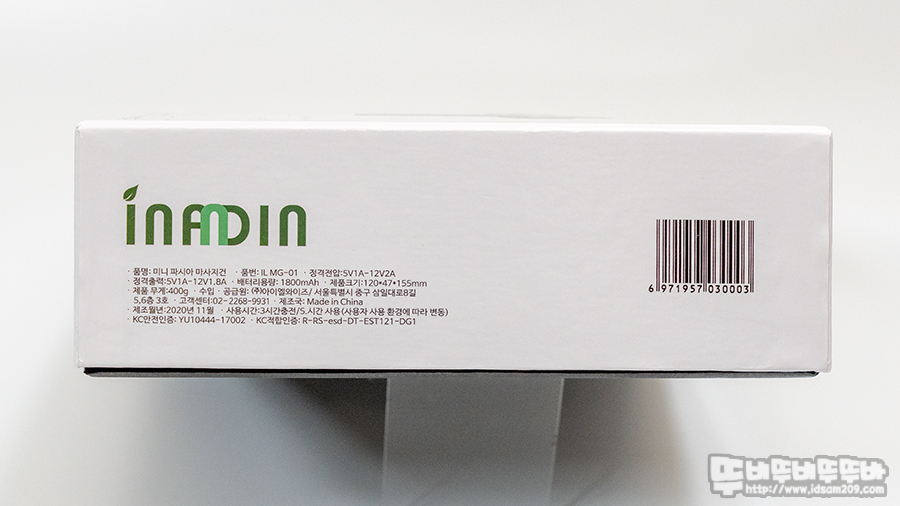 inandin
· 품명: 미니 파시아 마사지건 · 품번: IL MG-01 · 정격전압:5V1A-12V2A
· 정격출력:5V1A-12V1.8A · 배터리용량: 1800mAh · 제품크기:120*47*155mm
· 제품 무게:400g · 수입 · 공급원: ㈜아이엘와이즈/ 서울특별시 중구 삼일대로8길
5,6층 3호 · 고객센터:02-2268-9931 · 제조국: Made in China
· 제조월년:2020년 11월 · 사용시간:3시간충전/5.시간 사용(사용자 사용 환경에 따라 변동)
· KC안전인증: YU10444-17002 · KC적합인증: R-RS-esd-DT-EST121-DG1
6 971957 030003
뚜바뚜바뚜뚜바
http://www.idsam209.com